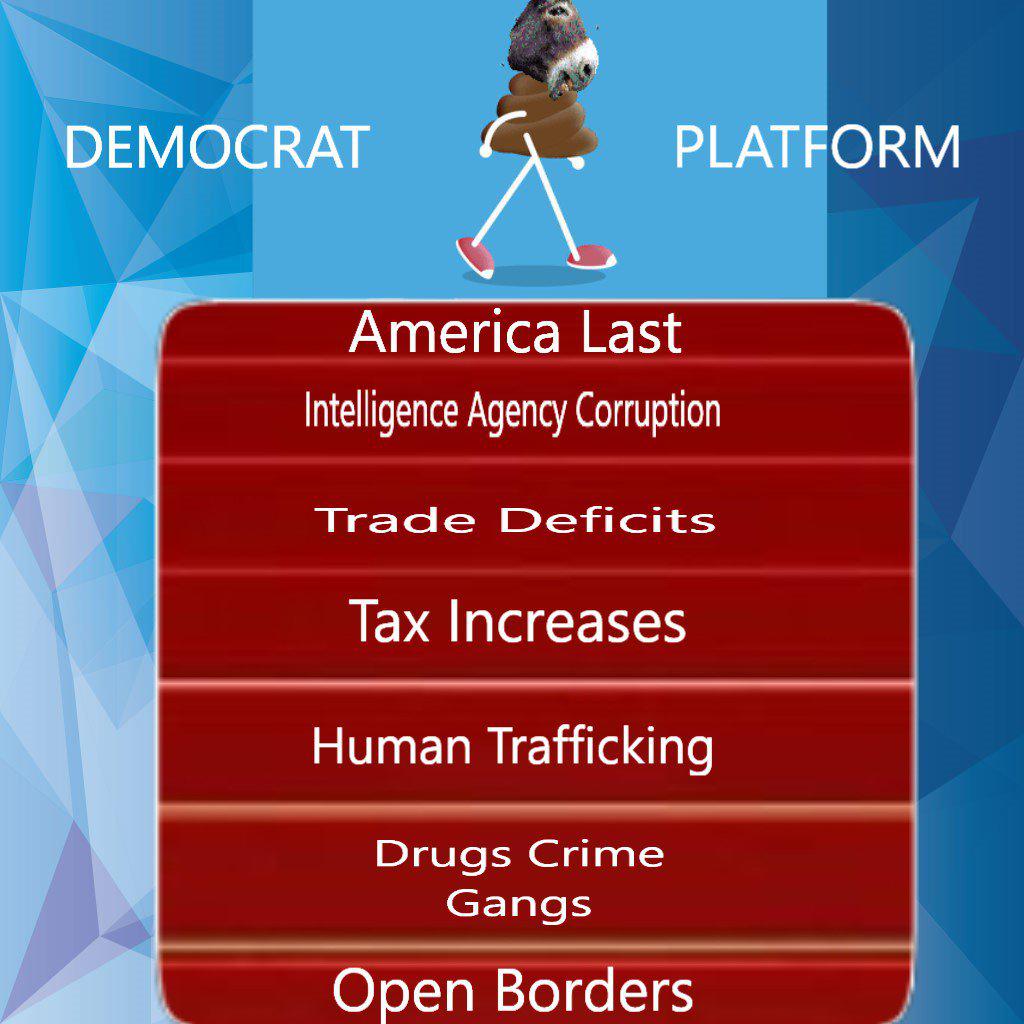 DEMOCRAT PLATFORM
America Last
Intelligence Agency Corruption
Trade Deficits
Tax Increases
Human Trafficking
Drugs Crime
Gangs
Open Borders